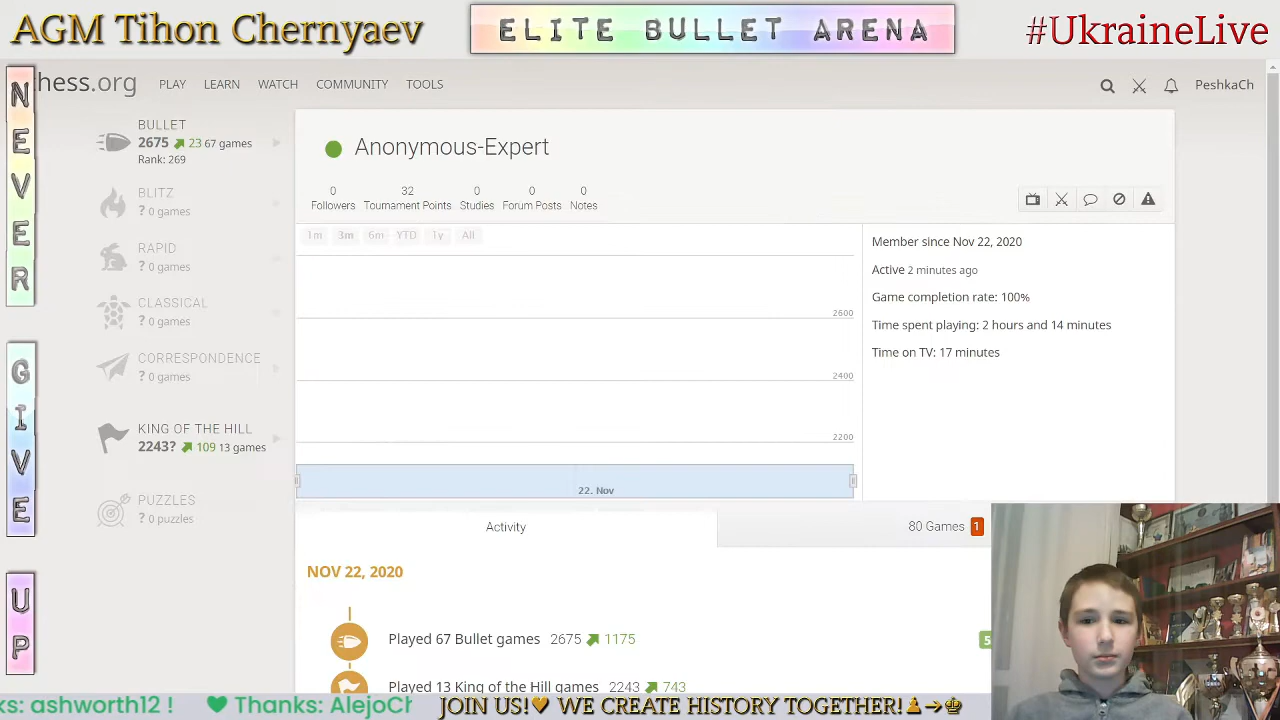 AGM Tihon Chernyaev
ELITE BULLET ARENA
#UkraineLive
NEVER
GIVE
UP
hess.org
PLAY
LEARN
WATCH
COMMUNITY
TOOLS
PeshkaCh
BULLET
2675 23 67 games
Rank: 269
BLITZ
? 0 games
RAPID
? 0 games
CLASSICAL
? 0 games
CORRESPONDENCE
? 0 games
KING OF THE HILL
2243? 109 13 games
PUZZLES
? 0 puzzles
Anonymous-Expert
0 Followers
32 Tournament Points
0 Studies
0 Forum Posts
0 Notes
1m 3m 6m YTD 1y All
2600
2400
2200
22. Nov
Member since Nov 22, 2020
Active 2 minutes ago
Game completion rate: 100%
Time spent playing: 2 hours and 14 minutes
Time on TV: 17 minutes
Activity
80 Games 1
NOV 22, 2020
Played 67 Bullet games 2675 1175
5
Played 13 King of the Hill games 2243 743
ks: ashworth12 ! Thanks: AlejoCh
JOIN US! WE CREATE HISTORY TOGETHER!